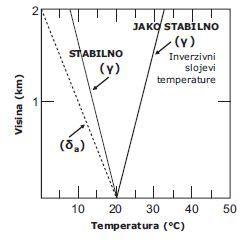 2
JAKO STABILNO
(γ)
STABILNO
(γ)
Inverzivni
slojevi
temperature
Visina (km)
1
(δa)
10 20 30 40 50
Temperatura (°C)